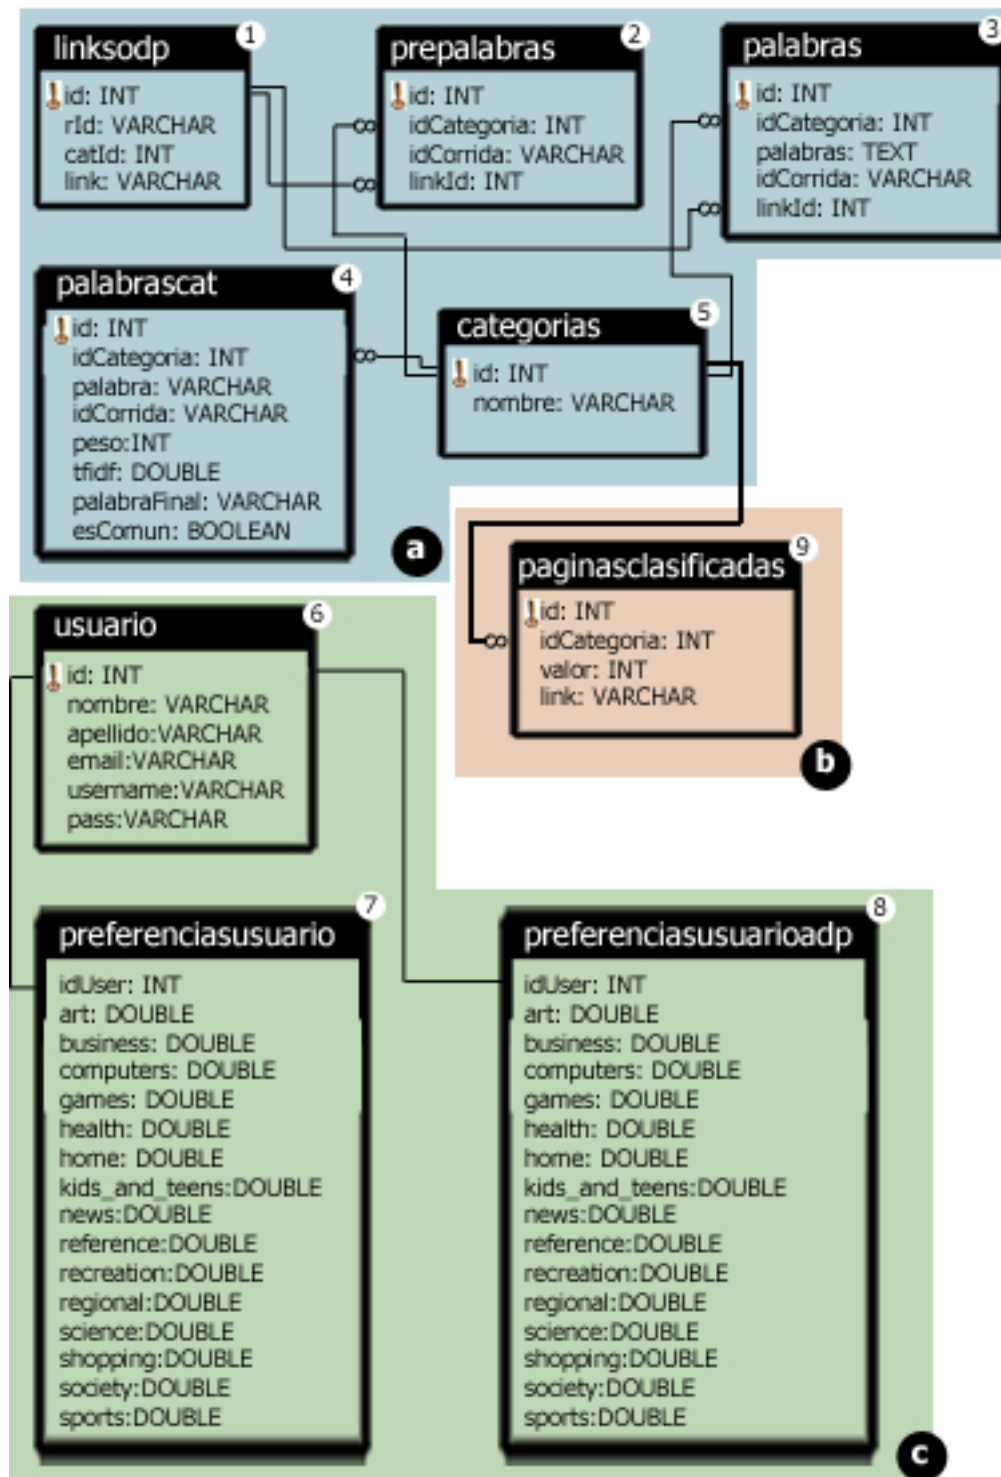 linksodp
1
id: INT
rId: VARCHAR
catId: INT
link: VARCHAR
prepalabras
2
id: INT
idCategoria: INT
idCorrida: VARCHAR
linkId: INT
palabras
3
id: INT
idCategoria: INT
palabras: TEXT
idCorrida: VARCHAR
linkId: INT
palabrascat
4
id: INT
idCategoria: INT
palabra: VARCHAR
idCorrida: VARCHAR
peso:INT
tfidf: DOUBLE
palabraFinal: VARCHAR
esComun: BOOLEAN
categorias
5
id: INT
nombre: VARCHAR
a
paginasclasificadas
9
id: INT
idCategoria: INT
valor: INT
link: VARCHAR
b
usuario
6
id: INT
nombre: VARCHAR
apellido:VARCHAR
email:VARCHAR
username:VARCHAR
pass:VARCHAR
preferenciasusuario
7
idUser: INT
art: DOUBLE
business: DOUBLE
computers: DOUBLE
games: DOUBLE
health: DOUBLE
home: DOUBLE
kids_and_teens:DOUBLE
news:DOUBLE
reference:DOUBLE
recreation:DOUBLE
regional:DOUBLE
science:DOUBLE
shopping:DOUBLE
society:DOUBLE
sports:DOUBLE
preferenciasusuarioadp
8
idUser: INT
art: DOUBLE
business: DOUBLE
computers: DOUBLE
games: DOUBLE
health: DOUBLE
home: DOUBLE
kids_and_teens:DOUBLE
news:DOUBLE
reference:DOUBLE
recreation:DOUBLE
regional:DOUBLE
science:DOUBLE
shopping:DOUBLE
society:DOUBLE
sports:DOUBLE
c